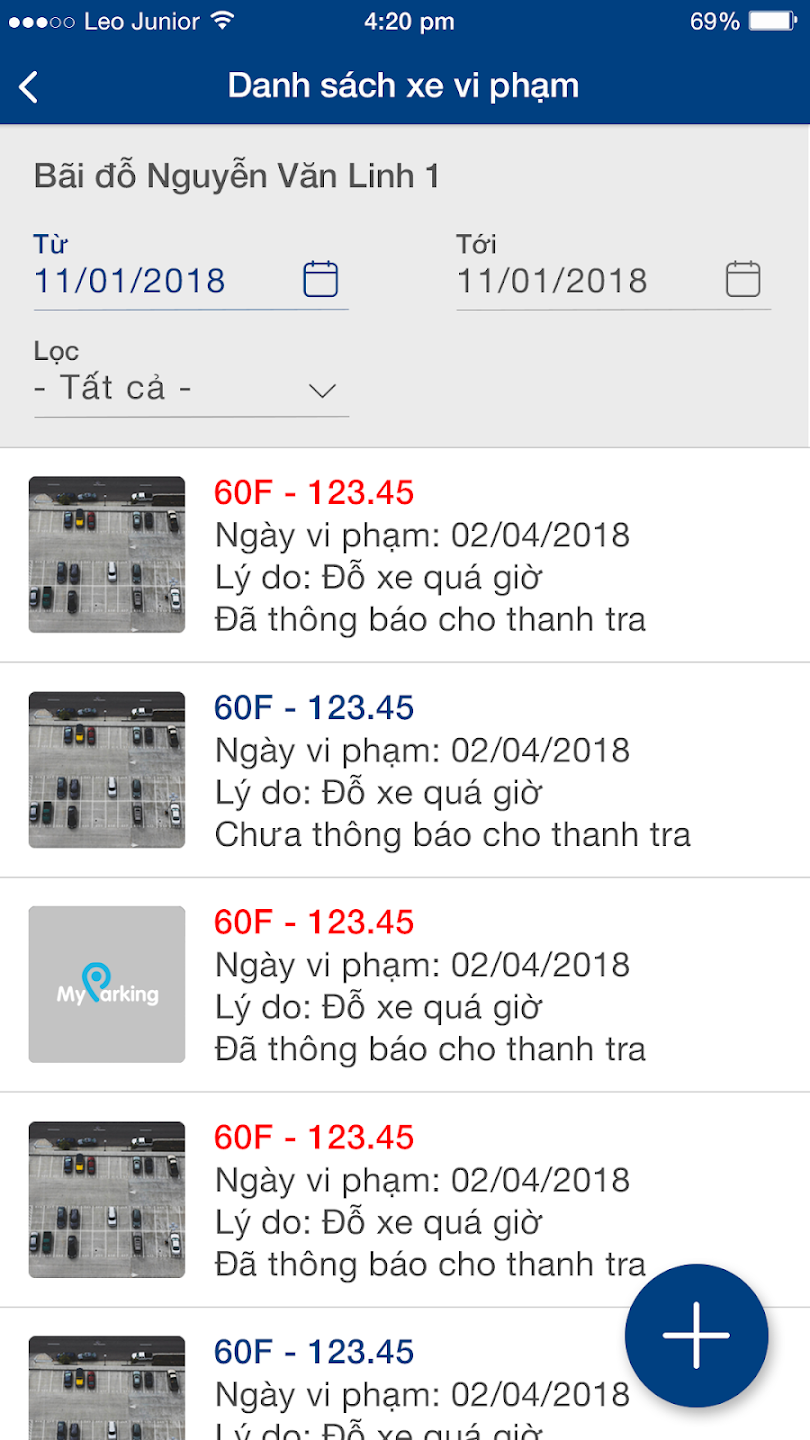 Leo Junior 4:20 pm 69%
Danh sách xe vi phạm
Bãi đỗ Nguyễn Văn Linh 1
Từ Tới
11/01/2018 11/01/2018
Lọc
- Tất cả -
60F - 123.45
Ngày vi phạm: 02/04/2018
Lý do: Đỗ xe quá giờ
Đã thông báo cho thanh tra
60F - 123.45
Ngày vi phạm: 02/04/2018
Lý do: Đỗ xe quá giờ
Chưa thông báo cho thanh tra
MyParking
60F - 123.45
Ngày vi phạm: 02/04/2018
Lý do: Đỗ xe quá giờ
Đã thông báo cho thanh tra
60F - 123.45
Ngày vi phạm: 02/04/2018
Lý do: Đỗ xe quá giờ
Đã thông báo cho thanh tra
60F - 123.45
Ngày vi phạm: 02/04/2018
Lý do: Đỗ xe quá giờ